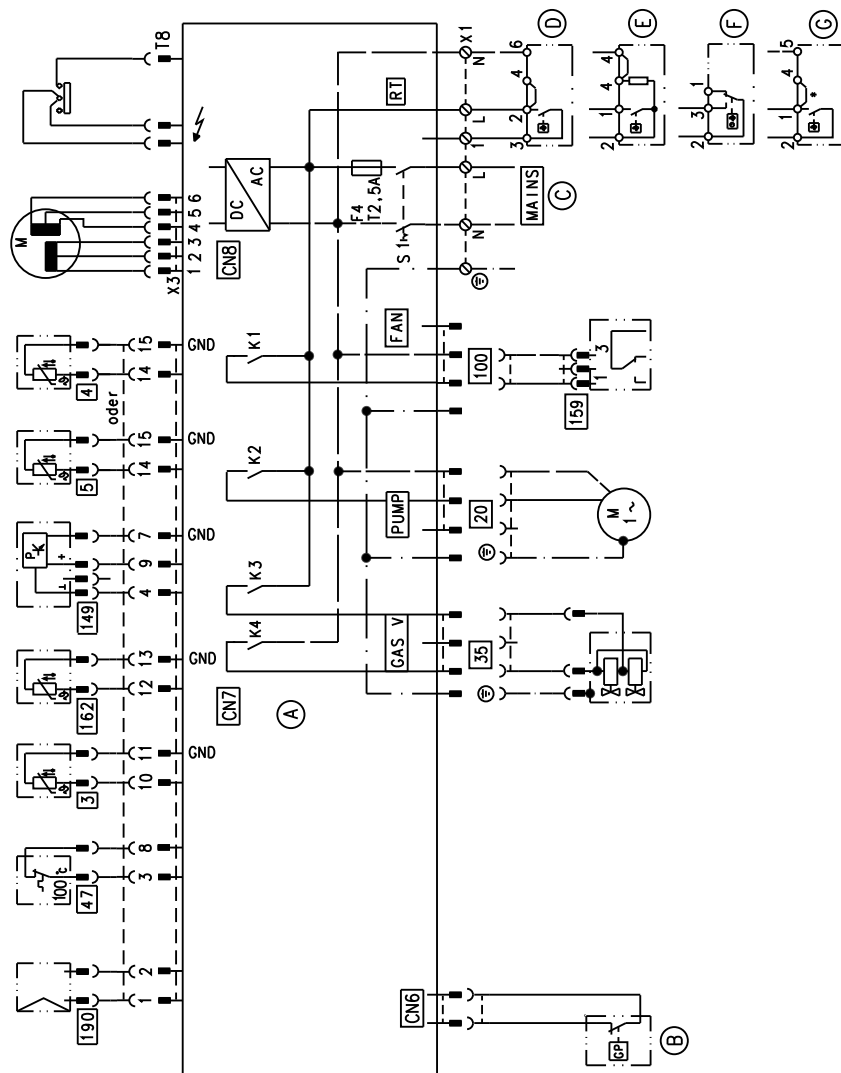 T8
M
X3
1 2 3 4 5 6
CN8
DC
AC
F4
T2,5A
S1
RT
X1
N
L
1
L
N
MAINS
C
6
4
2
3
D
4
4
1
2
E
1
3
2
F
5
4
*
1
2
G
4
14
15
GND
oder
5
14
15
GND
149
P
K
+
⊥
4
9
7
GND
162
12
13
GND
3
10
11
GND
47
100°C
3
8
190
1
2
K1
K2
K3
K4
CN7
A
FAN
100
159
1
3
PUMP
20
M
1~
GAS V
35
CN6
GP
B